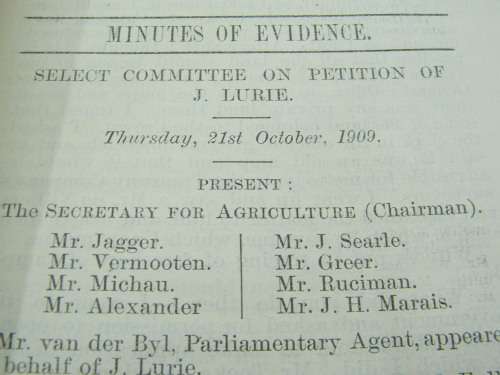 MINUTES OF EVIDENCE.
SELECT COMMITTEE ON PETITION OF
J. LURIE.
Thursday, 21st October, 1909.
PRESENT :
The SECRETARY FOR AGRICULTURE (Chairman).
Mr. Jagger.
Mr. Vermooten.
Mr. Michau.
Mr. Alexander
Mr. J. Searle.
Mr. Greer.
Mr. Ruciman.
Mr. J. H. Marais.
Mr. van der Byl, Parliamentary Agent, appeare
behalf of J. Lurie.